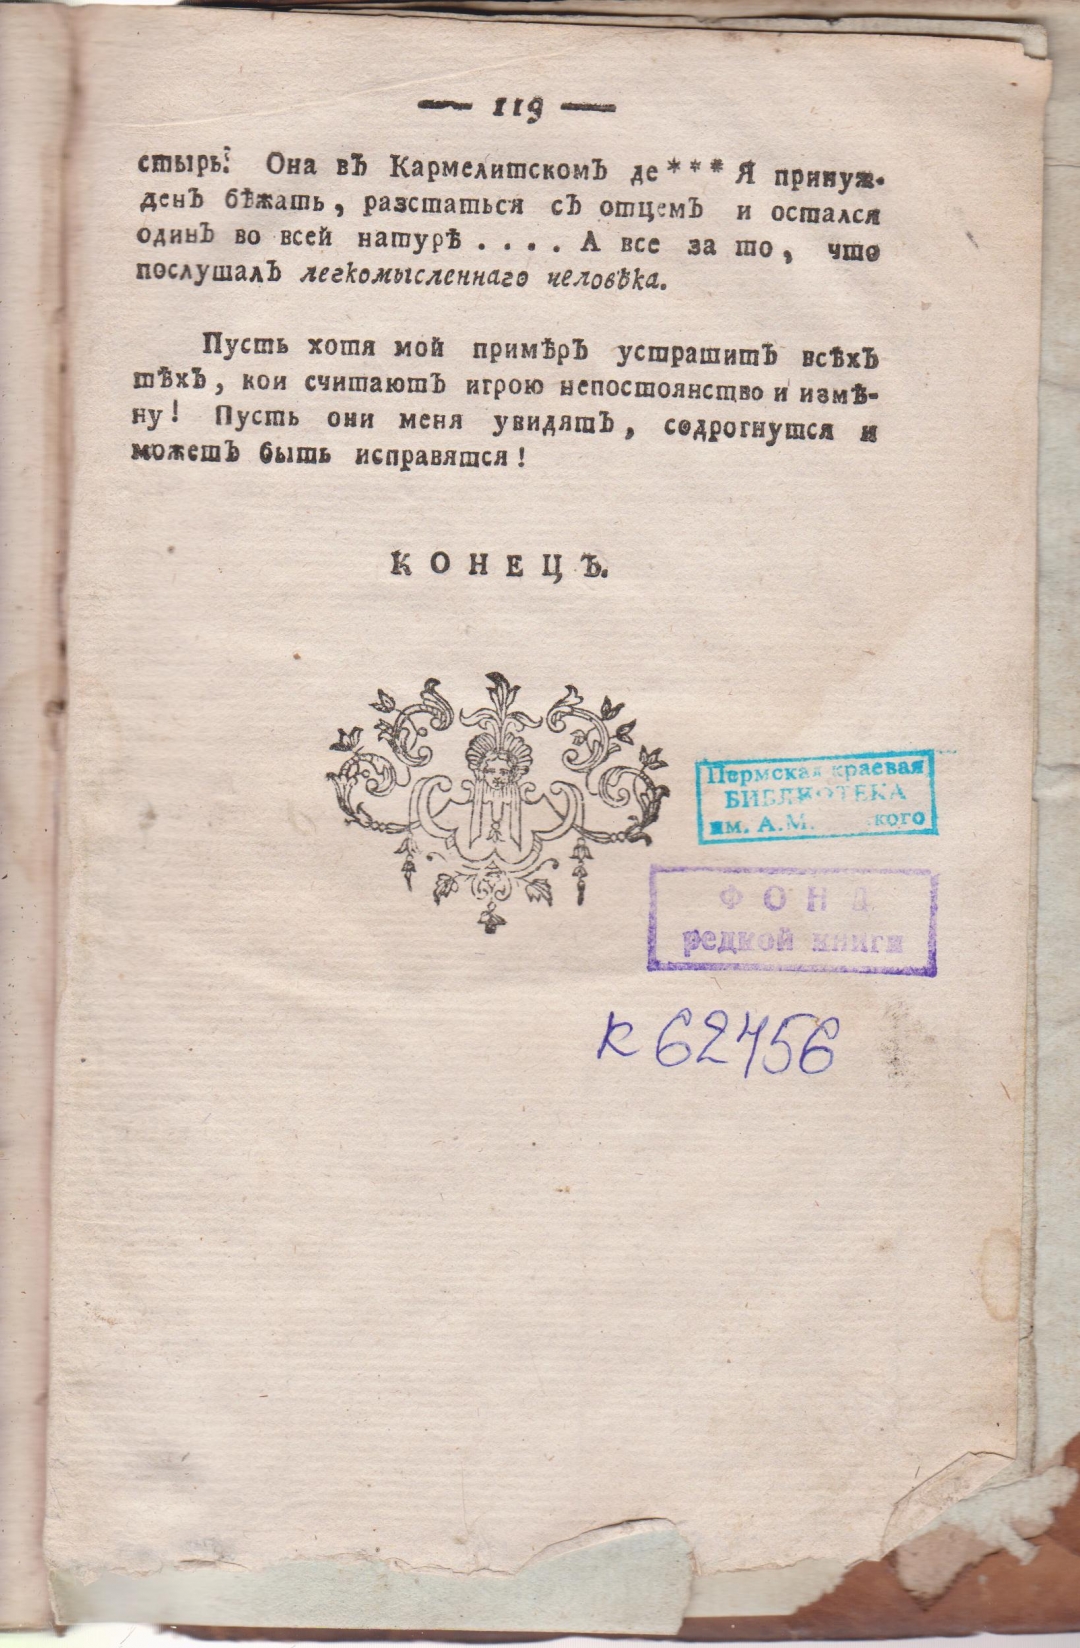 — 119 —
стырь? Она въ Кармелитскомъ де*** Я принуж-
денъ бѣжать, разстаться съ отцемъ и остался
одинъ во всей натурѣ . . . . А все за то, что
послушалъ легкомысленнаго человѣка.
Пусть хотя мой примѣръ устрашитъ всѣхъ
тѣхъ, кои считаютъ игрою непостоянство и измѣ-
ну! Пусть они меня увидятъ, содрогнутся и
можетъ быть исправятся!
КОНЕЦЪ.
Пермская краевая
БИБЛИОТЕКА
им. А.М.
ФОНД
редкой книги
к 62456